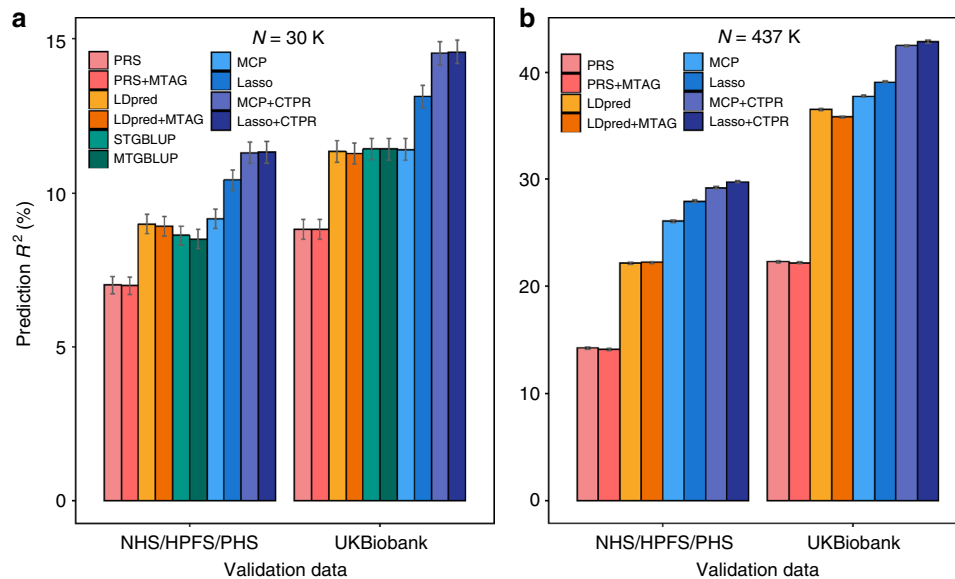 a
N = 30 K
PRS
PRS+MTAG
LDpred
LDpred+MTAG
STGBLUP
MTGBLUP
MCP
Lasso
MCP+CTPR
Lasso+CTPR
Prediction R² (%)
15
10
5
0
NHS/HPFS/PHS
UKBiobank
Validation data
b
N = 437 K
PRS
PRS+MTAG
LDpred
LDpred+MTAG
MCP
Lasso
MCP+CTPR
Lasso+CTPR
40
30
20
10
0
NHS/HPFS/PHS
UKBiobank
Validation data